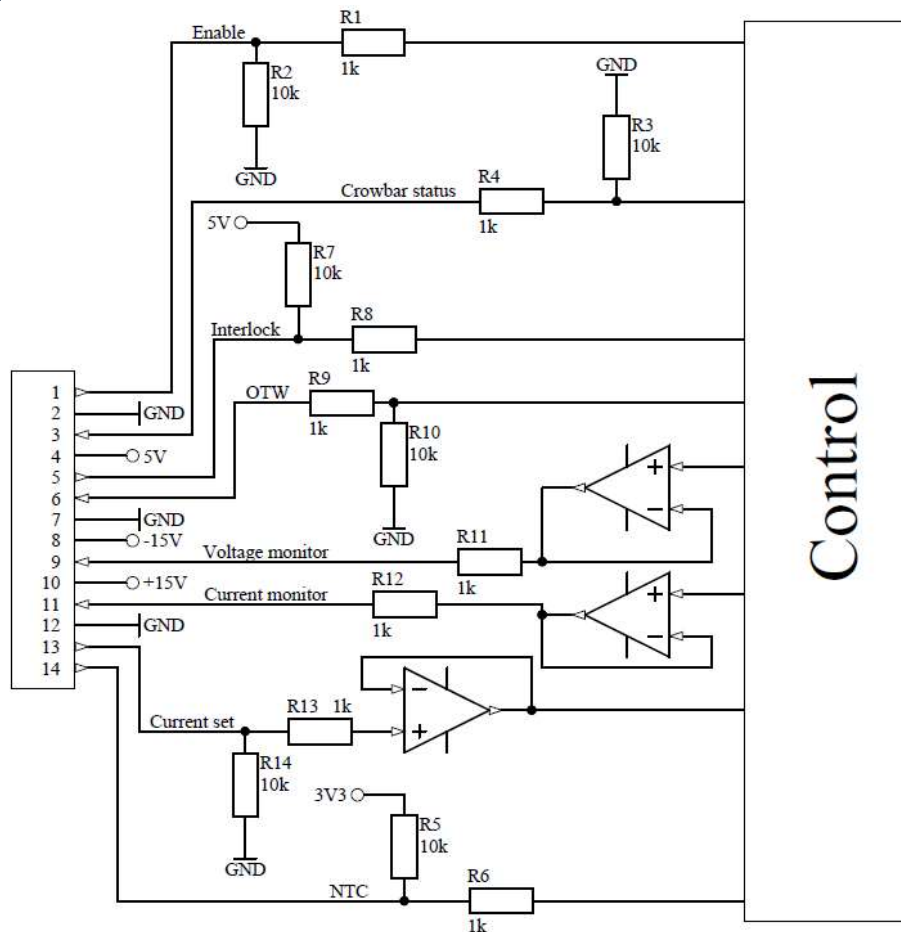 Enable
R1
1k
R2
10k
GND
GND
R3
10k
R4
Crowbar status
1k
5V
R7
10k
R8
Interlock
1k
R9
OTW
1k
R10
10k
GND
1
2
GND
3
4
5V
5
6
7
GND
8
-15V
9
10
+15V
11
12
GND
13
14
+
−
R11
Voltage monitor
1k
R12
Current monitor
1k
+
−
−
+
R13 1k
Current set
R14
10k
GND
3V3
R5
10k
R6
NTC
1k
Control